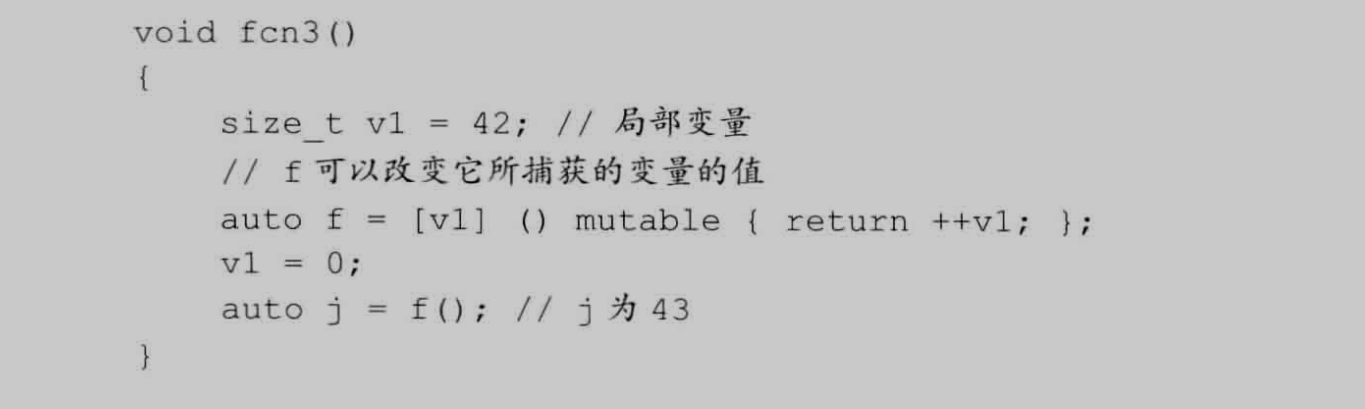 void fcn3()
{
size_t v1 = 42; // 局部变量
// f 可以改变它所捕获的变量的值
auto f = [v1] () mutable { return ++v1; };
v1 = 0;
auto j = f(); // j 为 43
}